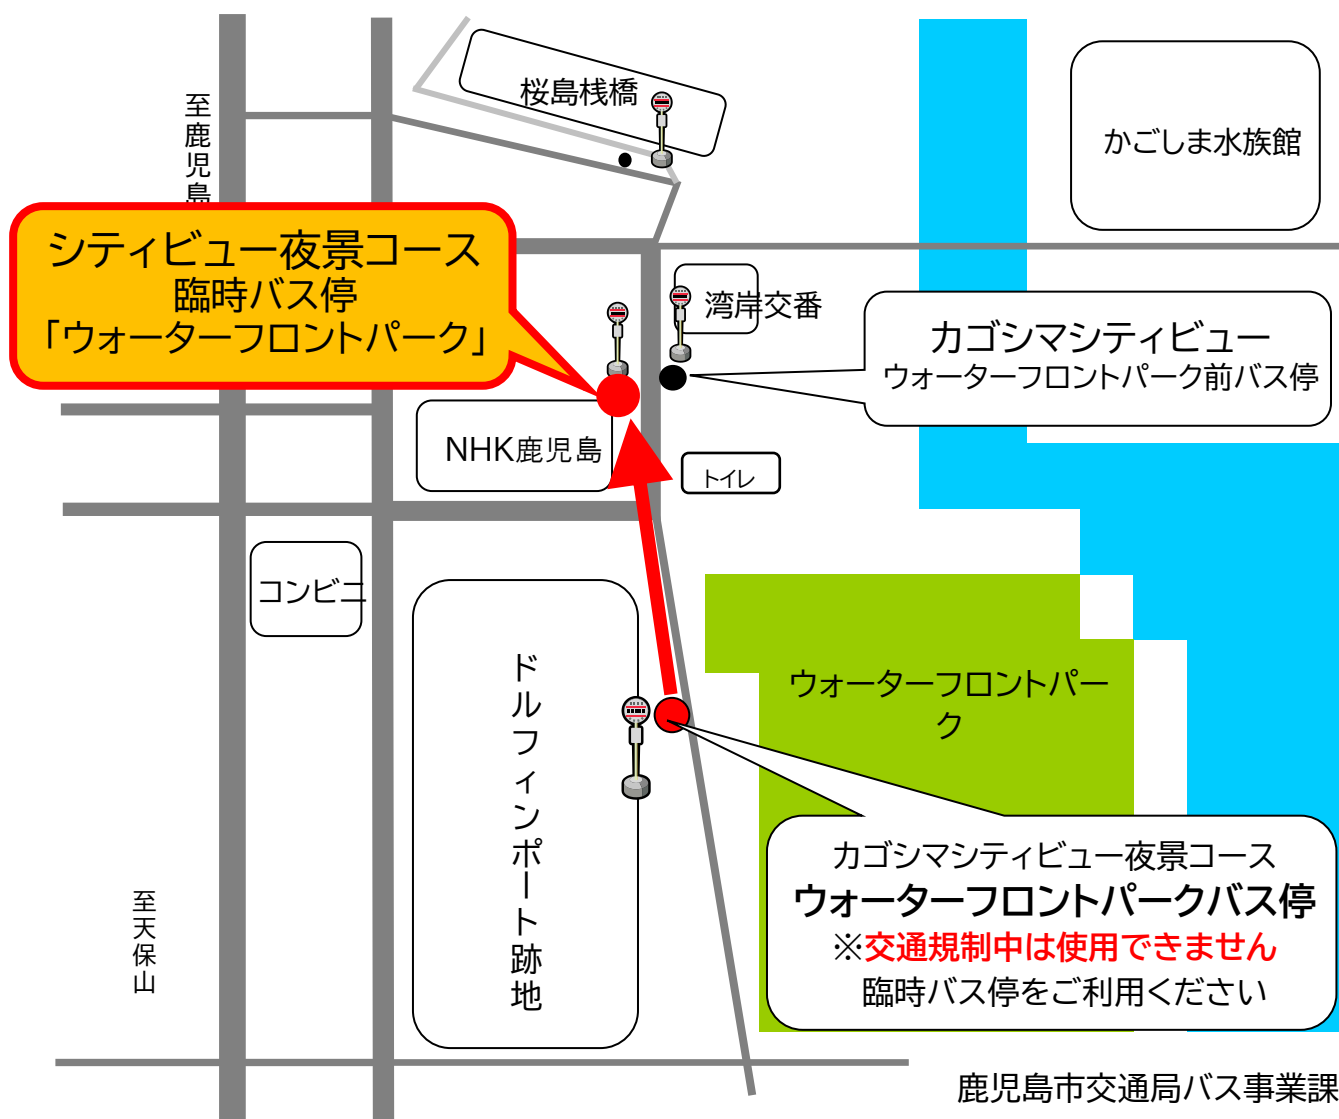 桜島桟橋
かごしま水族館
至鹿児島
シティビュー夜景コース
臨時バス停
「ウォーターフロントパーク」
湾岸交番
カゴシマシティビュー
ウォーターフロントパーク前バス停
NHK鹿児島
トイレ
コンビニ
ドルフィンポート跡地
ウォーターフロントパー
ク
カゴシマシティビュー夜景コース
ウォーターフロントパークバス停
※交通規制中は使用できません
臨時バス停をご利用ください
至天保山
鹿児島市交通局バス事業課